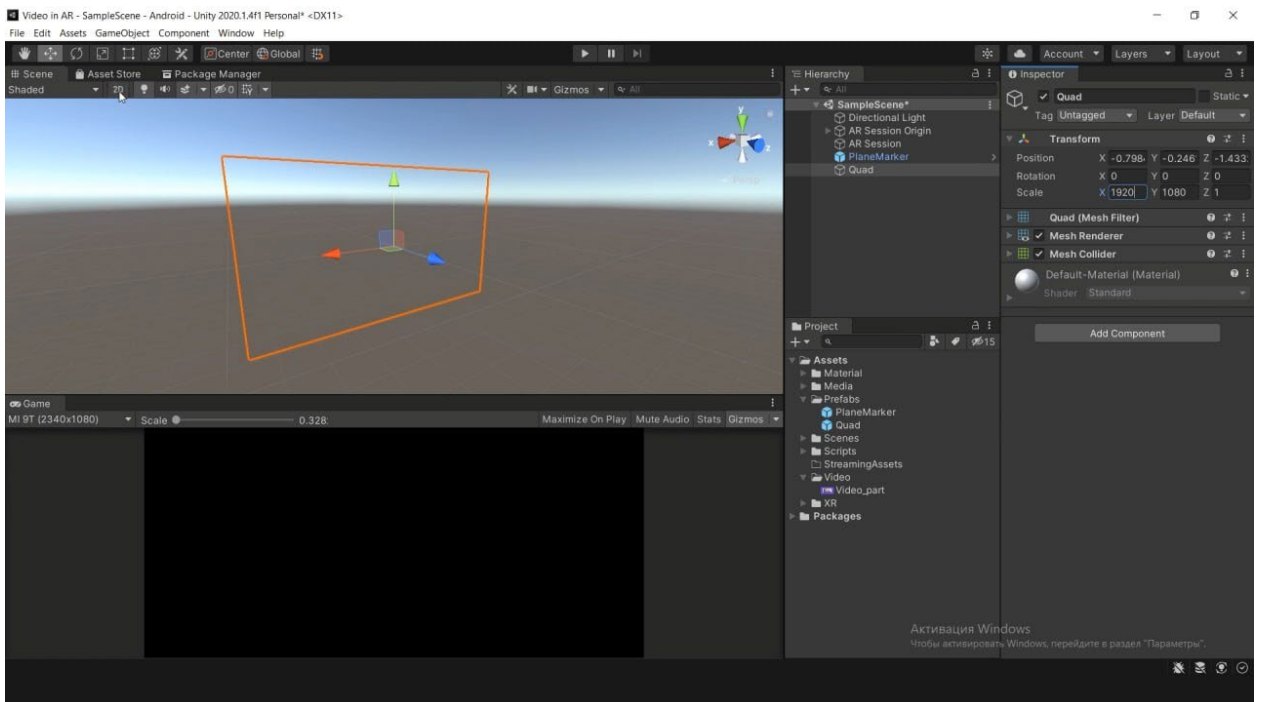 Video in AR - SampleScene - Android - Unity 2020.1.4f1 Personal* <DX11>
File Edit Assets GameObject Component Window Help
Center Global
Account Layers Layout
Scene Asset Store Package Manager
Shaded 2D 0 Gizmos All
y
x z
Persp
Game
MI 9T (2340x1080) Scale 0.328: Maximize On Play Mute Audio Stats Gizmos
Hierarchy
All
SampleScene*
Directional Light
AR Session Origin
AR Session
PlaneMarker
Quad
Project
15
Assets
Material
Media
Prefabs
PlaneMarker
Quad
Scenes
Scripts
StreamingAssets
Video
Video_part
XR
Packages
Inspector
Quad Static
Tag Untagged Layer Default
Transform
Position X -0.798 Y -0.246 Z -1.433
Rotation X 0 Y 0 Z 0
Scale X 1920 Y 1080 Z 1
Quad (Mesh Filter)
Mesh Renderer
Mesh Collider
Default-Material (Material)
Shader Standard
Add Component
Активация Windows
Чтобы активировать Windows, перейдите в раздел "Параметры".